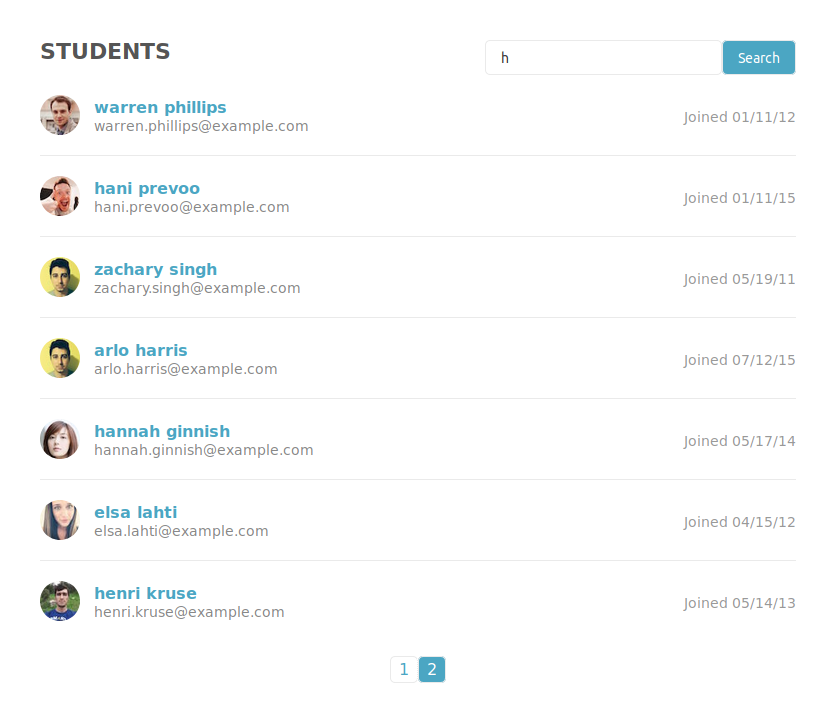 STUDENTS
h
Search
warren phillips
warren.phillips@example.com
Joined 01/11/12
hani prevoo
hani.prevoo@example.com
Joined 01/11/15
zachary singh
zachary.singh@example.com
Joined 05/19/11
arlo harris
arlo.harris@example.com
Joined 07/12/15
hannah ginnish
hannah.ginnish@example.com
Joined 05/17/14
elsa lahti
elsa.lahti@example.com
Joined 04/15/12
henri kruse
henri.kruse@example.com
Joined 05/14/13
1 2